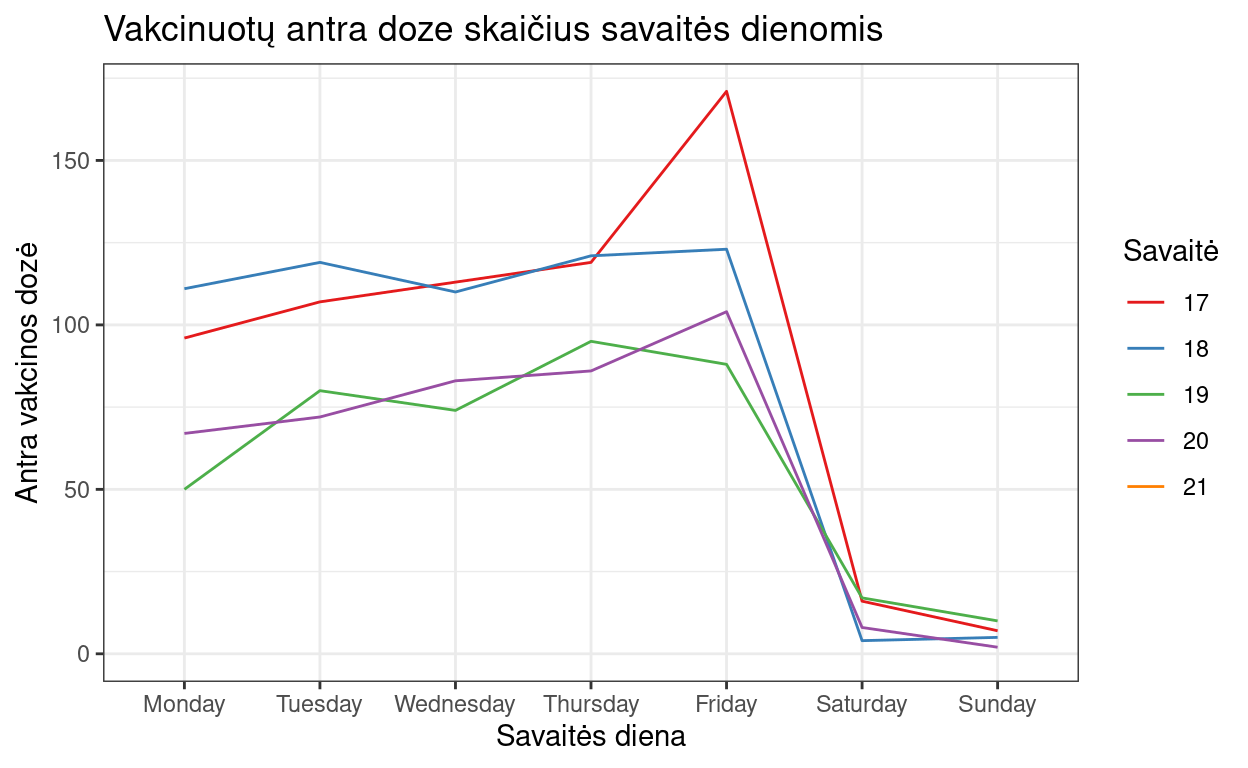 Vakcinuotų antra doze skaičius savaitės dienomis
Antra vakcinos dozė
150
100
50
0
Monday Tuesday Wednesday Thursday Friday Saturday Sunday
Savaitės diena
Savaitė
17
18
19
20
21